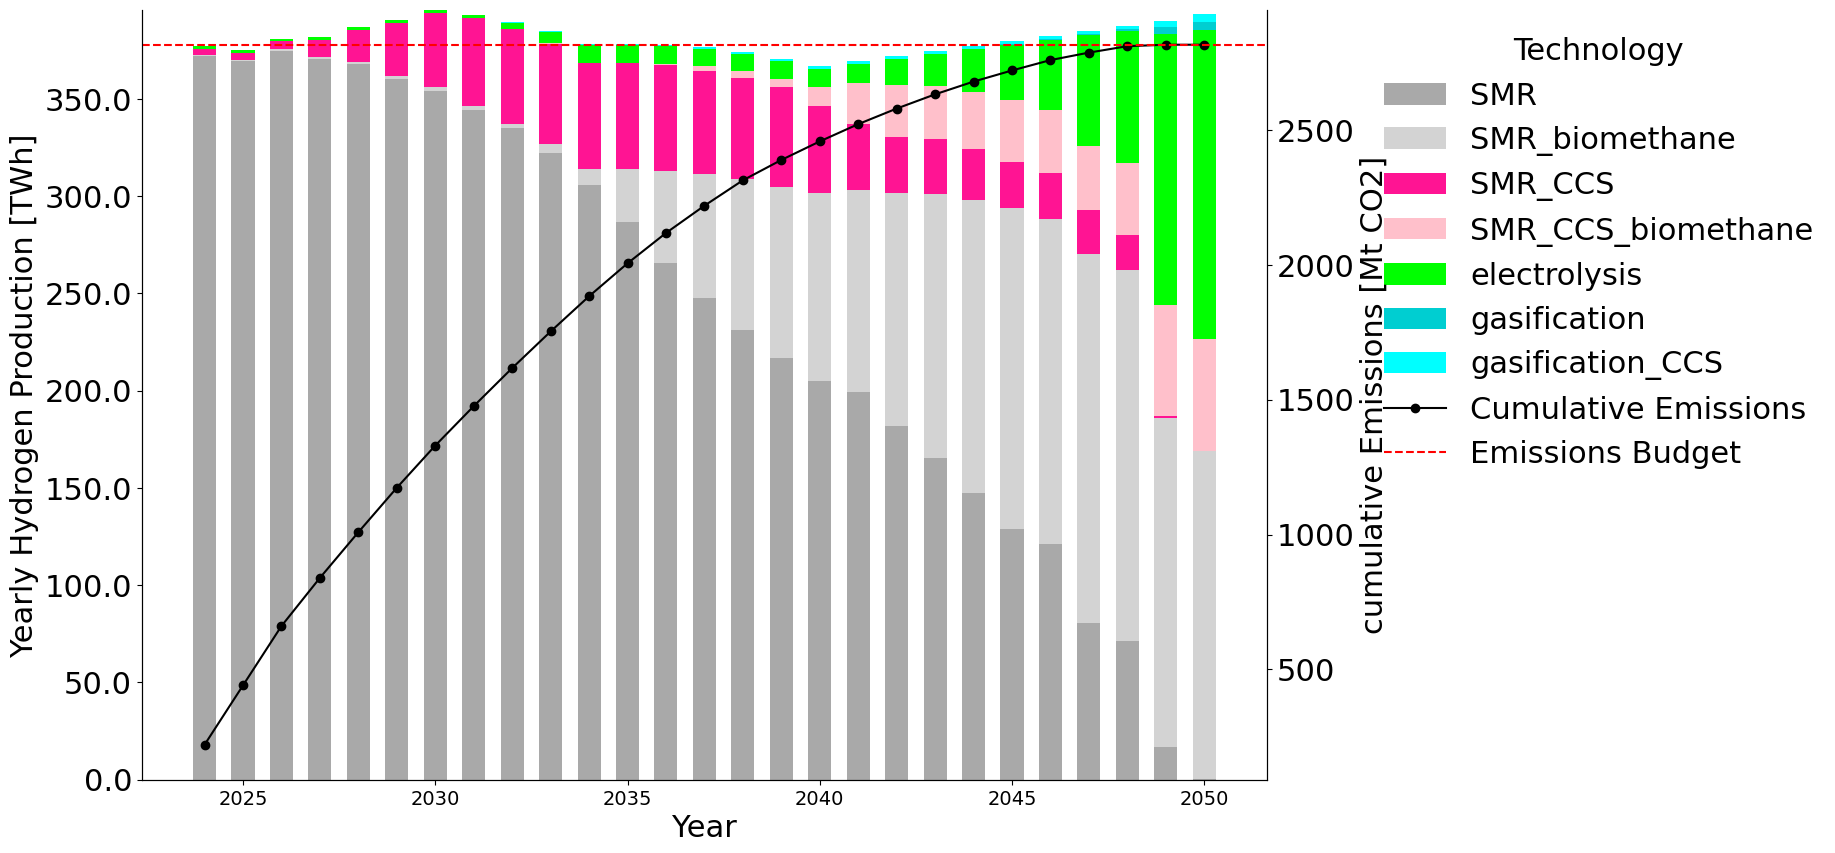 Yearly Hydrogen Production [TWh]
350.0
300.0
250.0
200.0
150.0
100.0
50.0
0.0
2025 2030 2035 2040 2045 2050
Year
2500
2000
1500
1000
500
cumulative Emissions [Mt CO2]
Technology
SMR
SMR_biomethane
SMR_CCS
SMR_CCS_biomethane
electrolysis
gasification
gasification_CCS
Cumulative Emissions
Emissions Budget